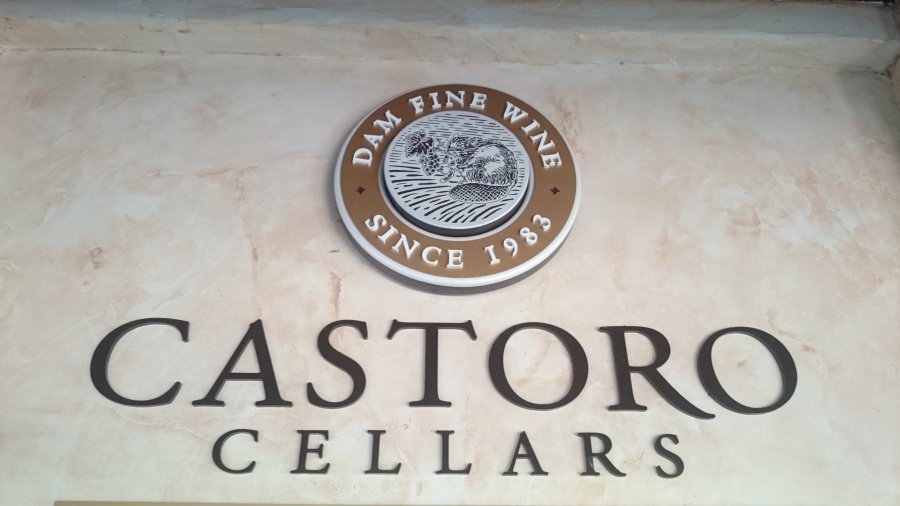 DAM FINE WINE
SINCE 1983
CASTORO
CELLARS